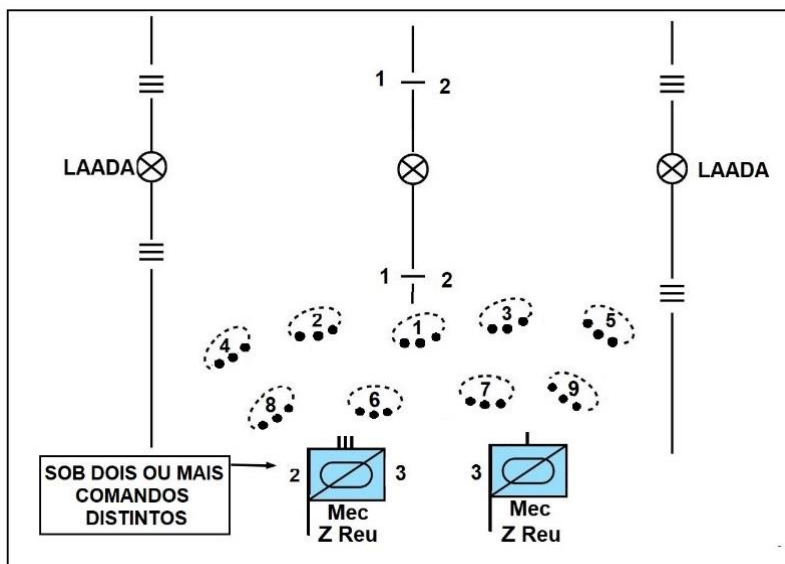 1 2
LAADA
LAADA
1 2
2
1
3
4
5
8
6
7
9
SOB DOIS OU MAIS
COMANDOS
DISTINTOS
2 3
Mec
Z Reu
3
Mec
Z Reu